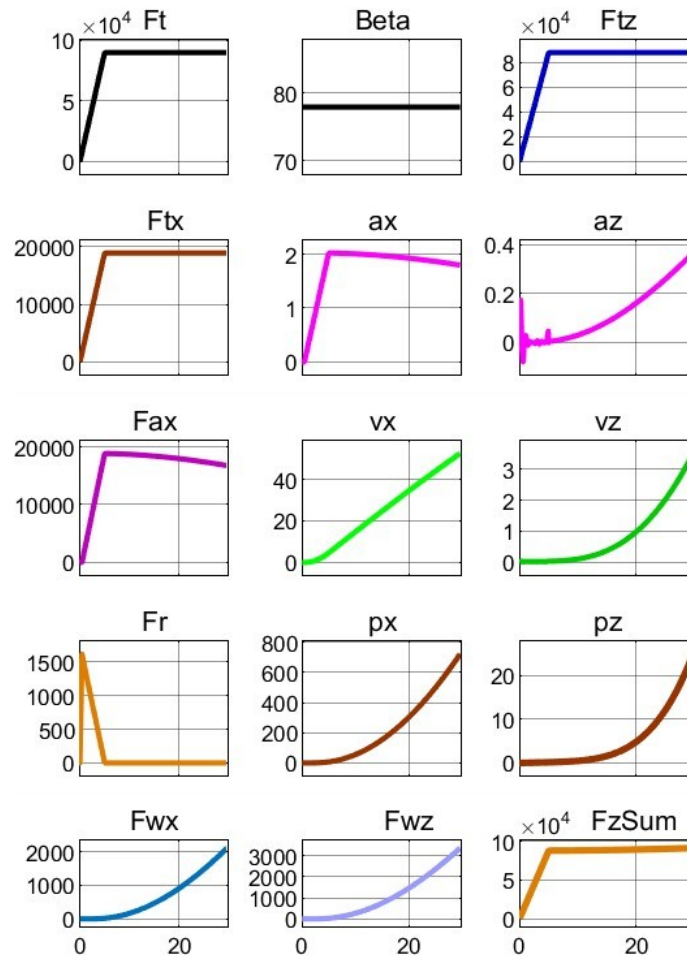 Ft Beta Ftz
×10⁴ ×10⁴
10 80 8
5 6
0 70 4
2
0
Ftx ax az
20000 2 0.4
10000 1 0.2
0 0 0
Fax vx vz
20000 40 3
10000 20 2
0 0 1
0
Fr px pz
1500 800 20
1000 600 10
500 400 0
0 200
0
Fwx Fwz FzSum
×10⁴
2000 3000 10
1000 2000 5
0 1000 0
0
0 20 0 20 0 20